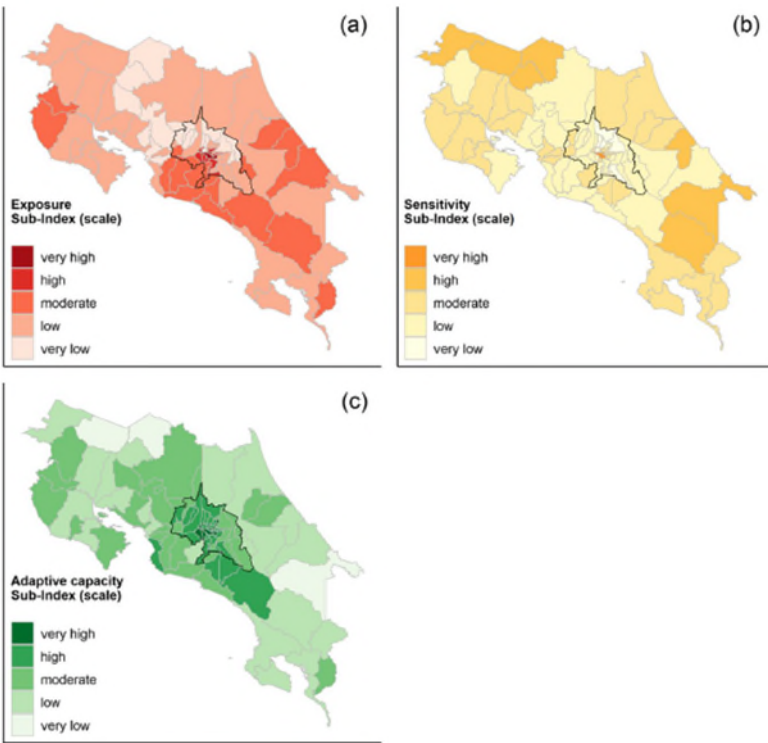 (a)
Exposure
Sub-Index (scale)
very high
high
moderate
low
very low
(b)
Sensitivity
Sub-Index (scale)
very high
high
moderate
low
very low
(c)
Adaptive capacity
Sub-Index (scale)
very high
high
moderate
low
very low